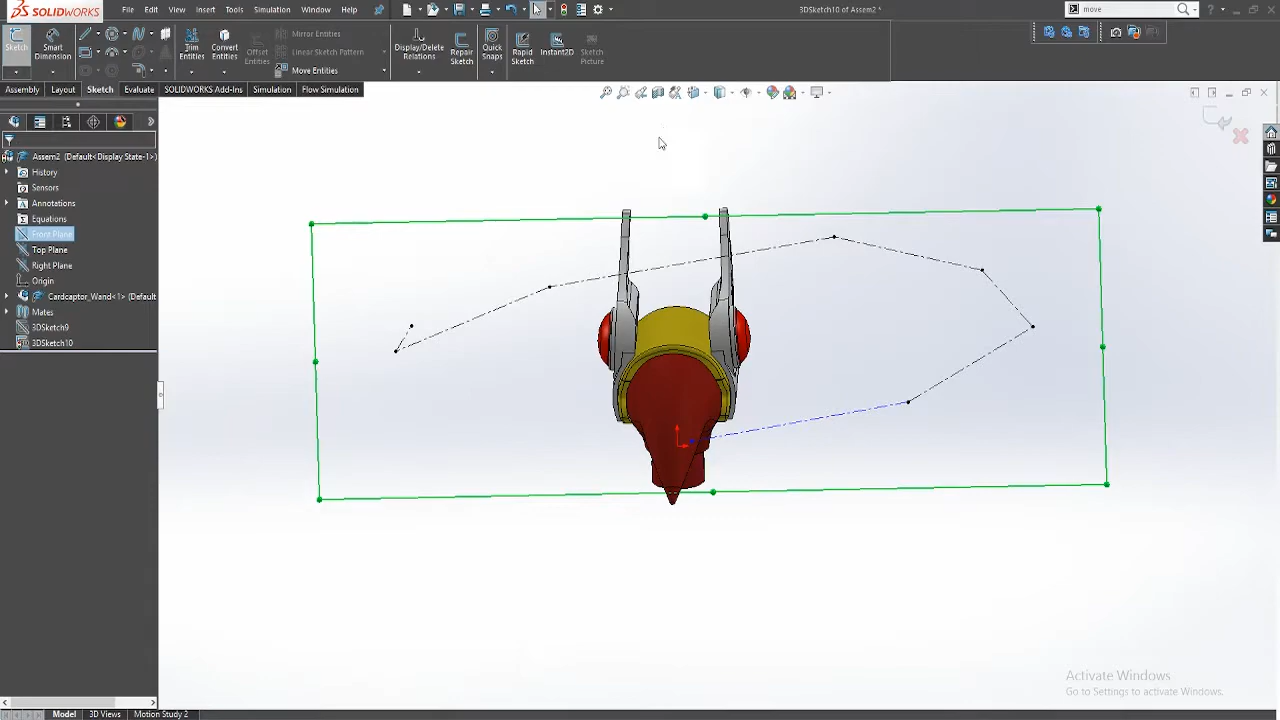 SOLIDWORKS File Edit View Insert Tools Simulation Window Help 3DSketch10 of Assem2 * move
Sketch Smart Dimension Trim Entities Convert Entities Offset Entities Mirror Entities Linear Sketch Pattern Move Entities Display/Delete Relations Repair Sketch Quick Snaps Rapid Sketch Instant2D Sketch Picture
Assembly Layout Sketch Evaluate SOLIDWORKS Add-Ins Simulation Flow Simulation
Assem2 (Default<Display State-1>)
History
Sensors
Annotations
Equations
Front Plane
Top Plane
Right Plane
Origin
Cardcaptor_Wand<1> (Default
Mates
3DSketch9
3DSketch10
Activate Windows
Go to Settings to activate Windows.
Model 3D Views Motion Study 2